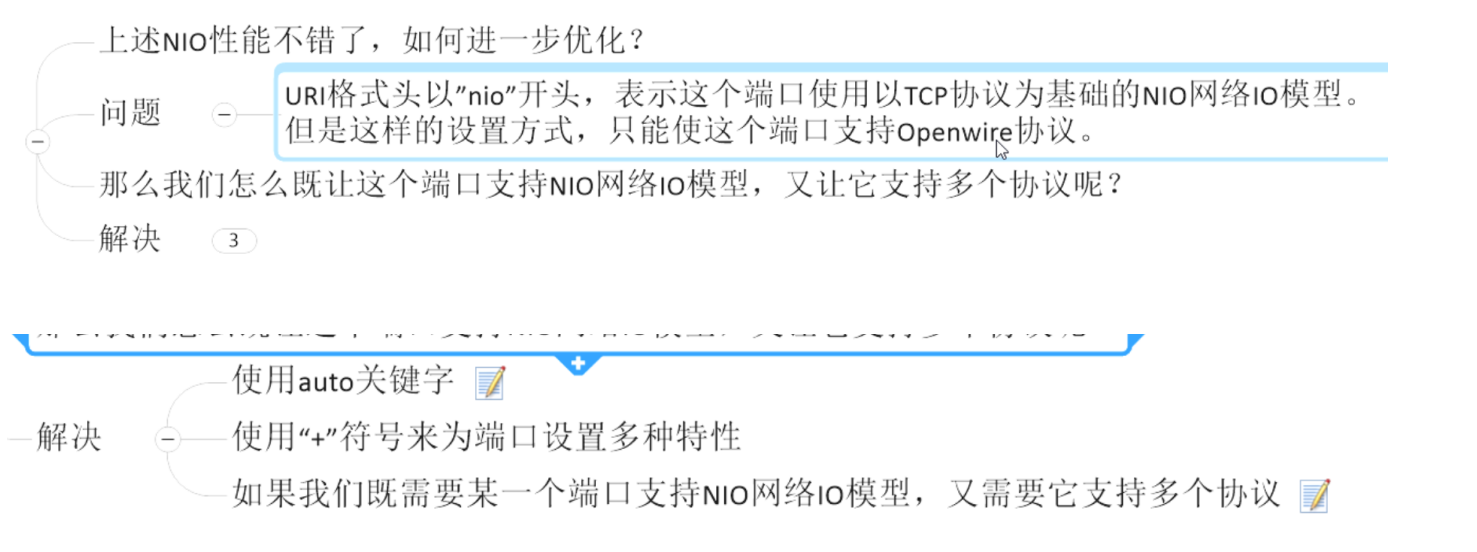 上述NIO性能不错了，如何进一步优化？
问题
URI格式头以”nio”开头，表示这个端口使用以TCP协议为基础的NIO网络IO模型。
但是这样的设置方式，只能使这个端口支持Openwire协议。
那么我们怎么既让这个端口支持NIO网络IO模型，又让它支持多个协议呢？
解决
3
使用auto关键字
解决
使用“+”符号来为端口设置多种特性
如果我们既需要某一个端口支持NIO网络IO模型，又需要它支持多个协议